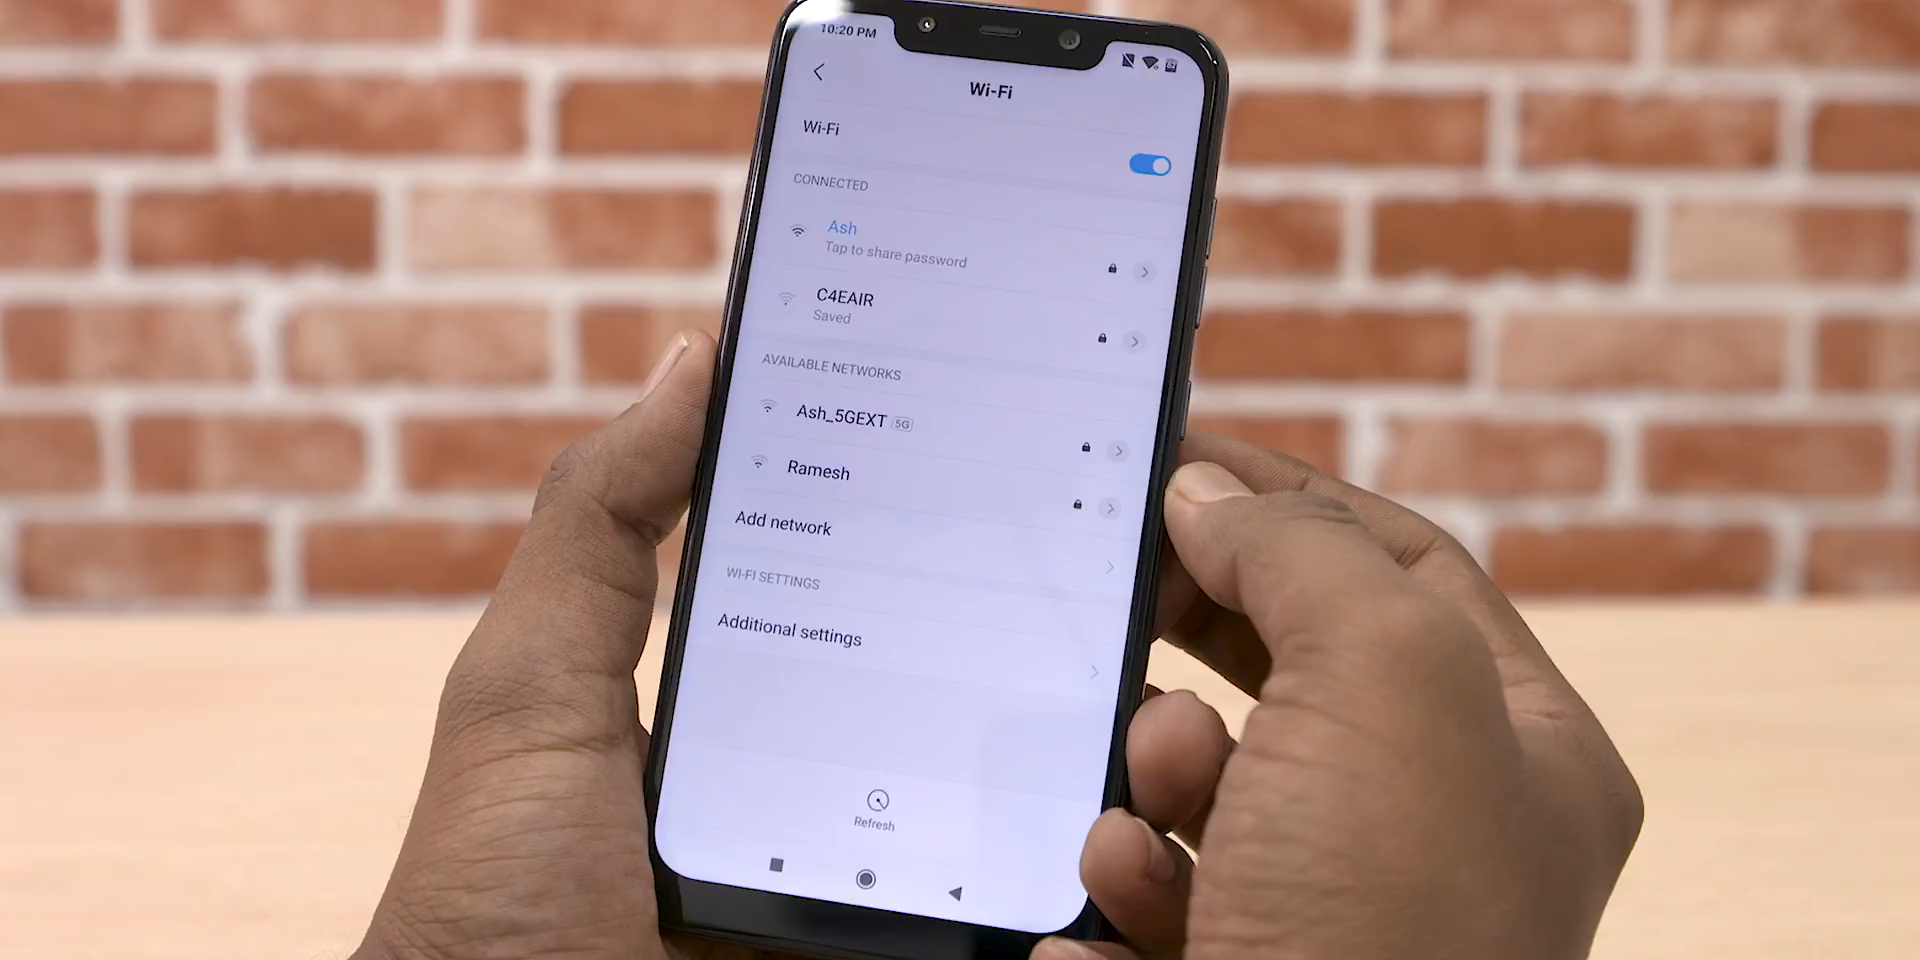 10:20 PM
Wi-Fi
Wi-Fi
CONNECTED
Ash
Tap to share password
C4EAIR
Saved
AVAILABLE NETWORKS
Ash_5GEXT 5G
Ramesh
Add network
WI-FI SETTINGS
Additional settings
Refresh